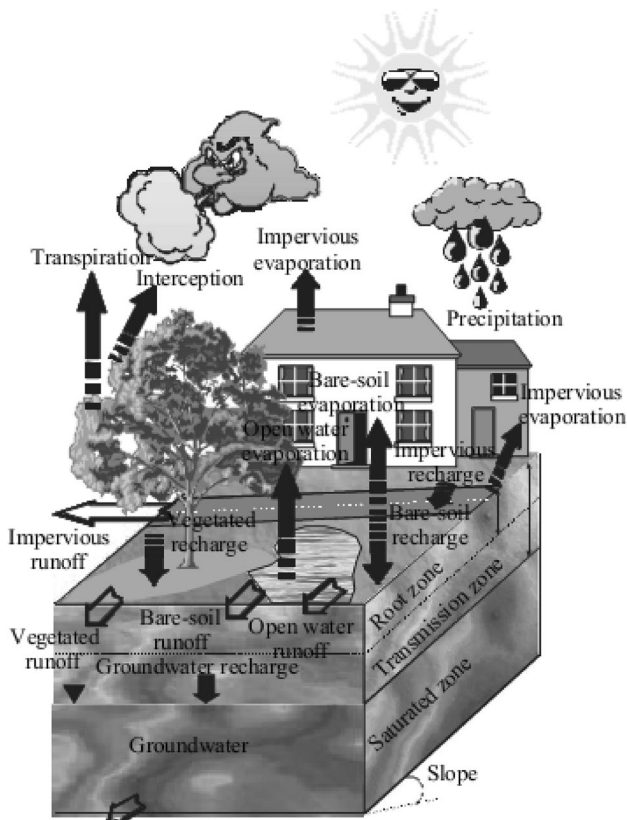 Transpiration
Interception
Impervious
evaporation
Precipitation
Bare-soil
evaporation
Impervious
evaporation
Open water
evaporation
Impervious
recharge
Vegetated
recharge
Bare-soil
recharge
Impervious
runoff
Root zone
Transmission zone
Saturated zone
Vegetated
runoff
Bare-soil
runoff
Open water
runoff
Groundwater recharge
Groundwater
Slope